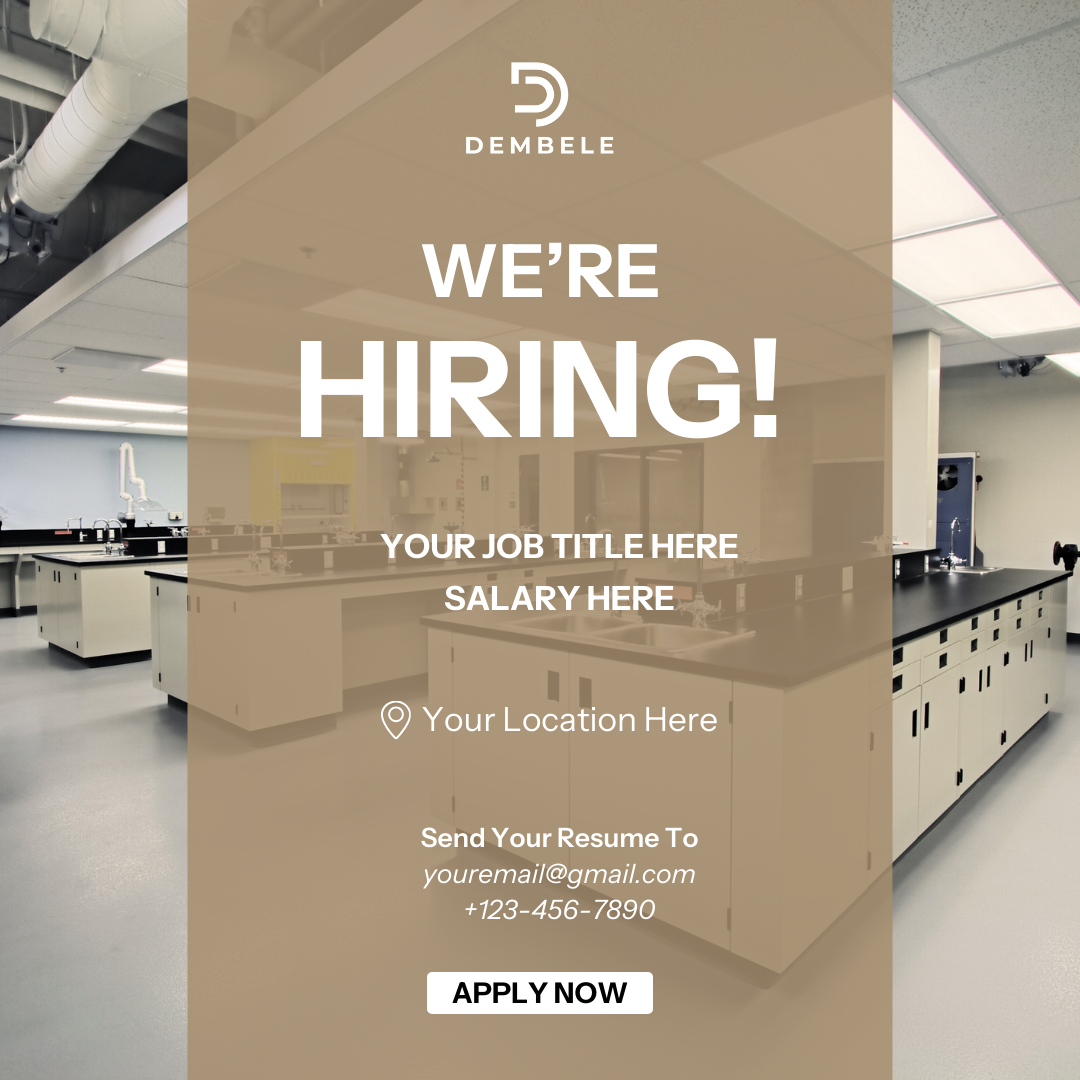 DEMBELE
WE’RE
HIRING!
YOUR JOB TITLE HERE
SALARY HERE
Your Location Here
Send Your Resume To
youremail@gmail.com
+123-456-7890
APPLY NOW